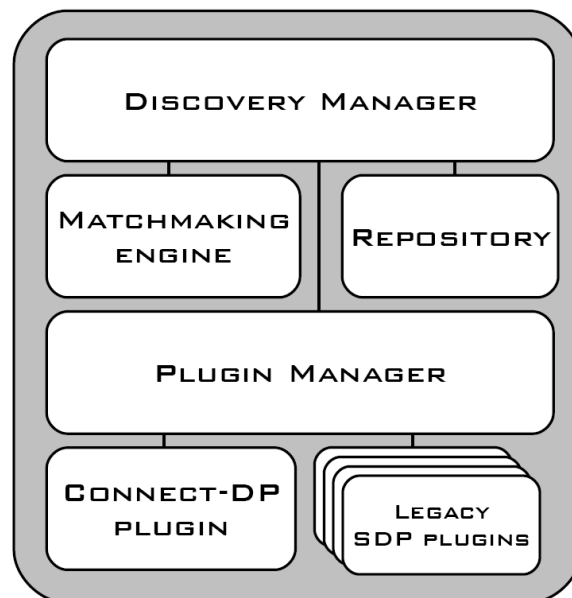 DISCOVERY MANAGER
MATCHMAKING
ENGINE
REPOSITORY
PLUGIN MANAGER
CONNECT-DP
PLUGIN
LEGACY
SDP PLUGINS